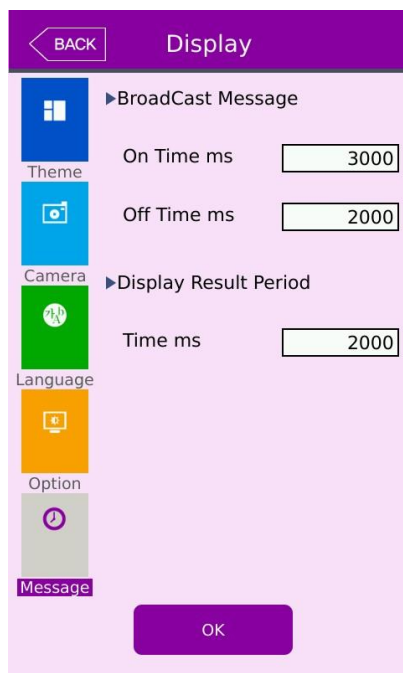 BACK
Display
Theme
Camera
Language
Option
Message
BroadCast Message
On Time ms 3000
Off Time ms 2000
Display Result Period
Time ms 2000
OK